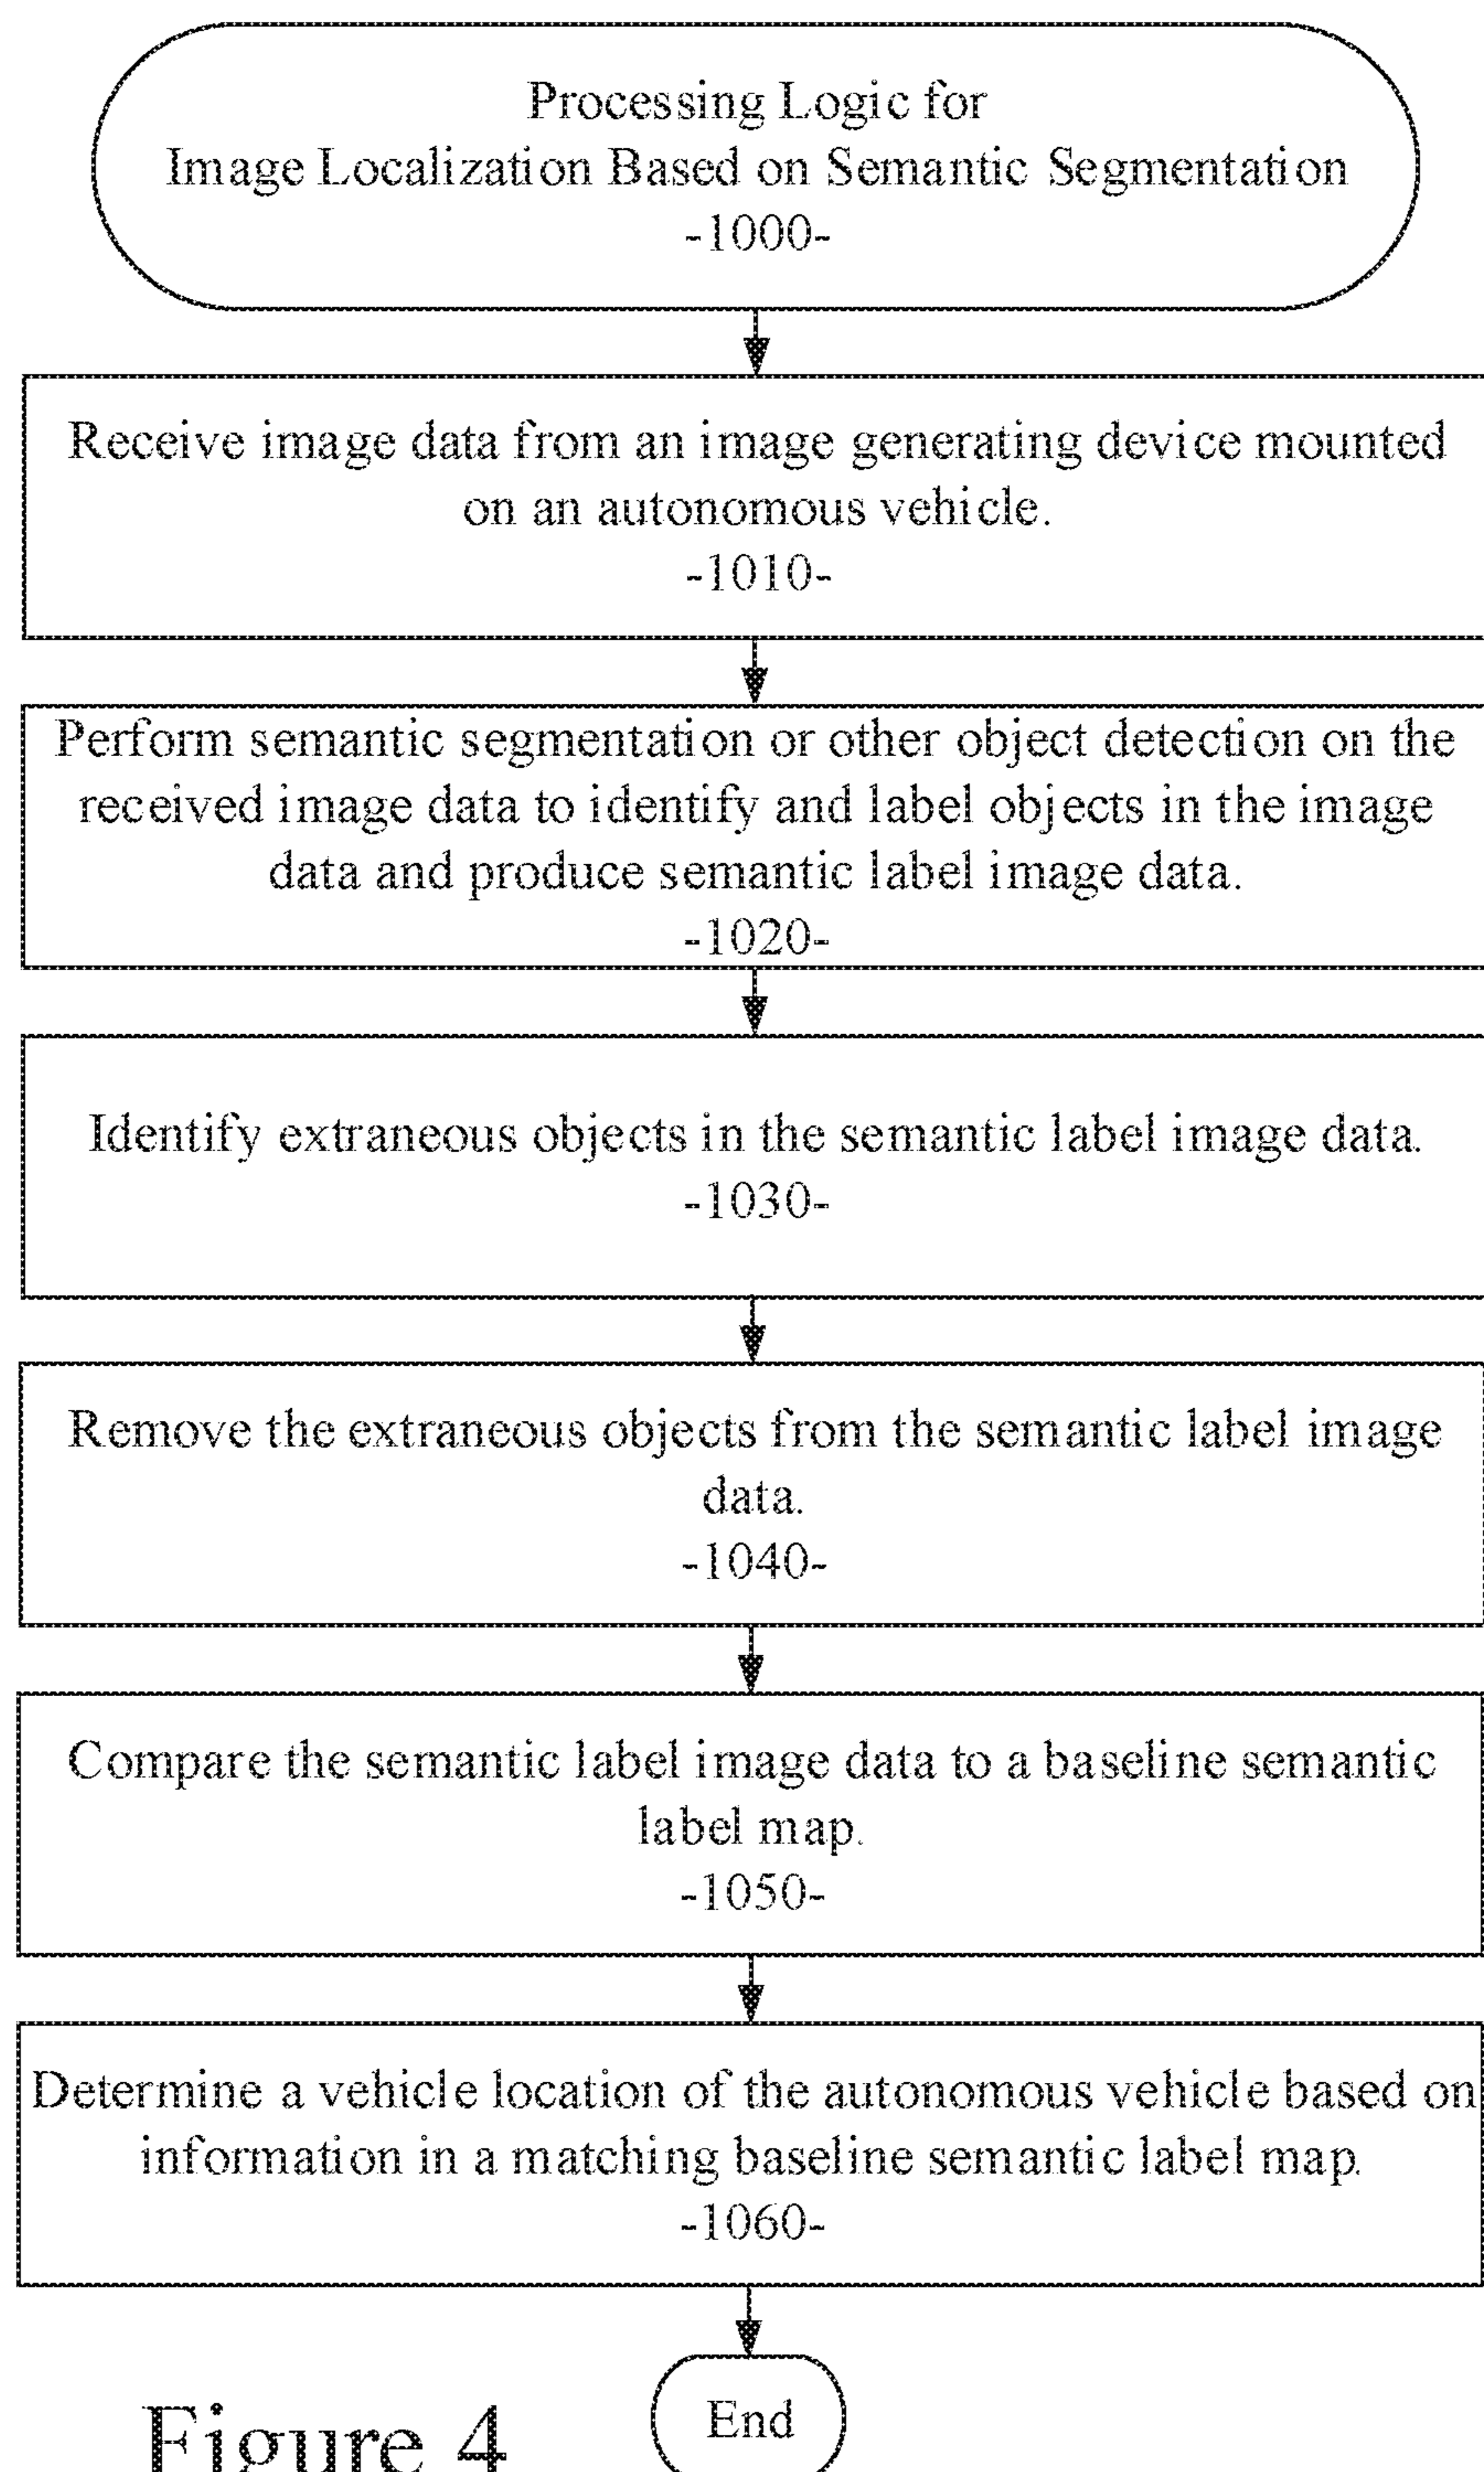 Processing Logic for
Image Localization Based on Semantic Segmentation
-1000-
Receive image data from an image generating device mounted
on an autonomous vehicle.
-1010-
Perform semantic segmentation or other object detection on the
received image data to identify and label objects in the image
data and produce semantic label image data.
-1020-
Identify extraneous objects in the semantic label image data.
-1030-
Remove the extraneous objects from the semantic label image
data.
-1040-
Compare the semantic label image data to a baseline semantic
label map.
-1050-
Determine a vehicle location of the autonomous vehicle based on
information in a matching baseline semantic label map.
-1060-
End
Figure 4